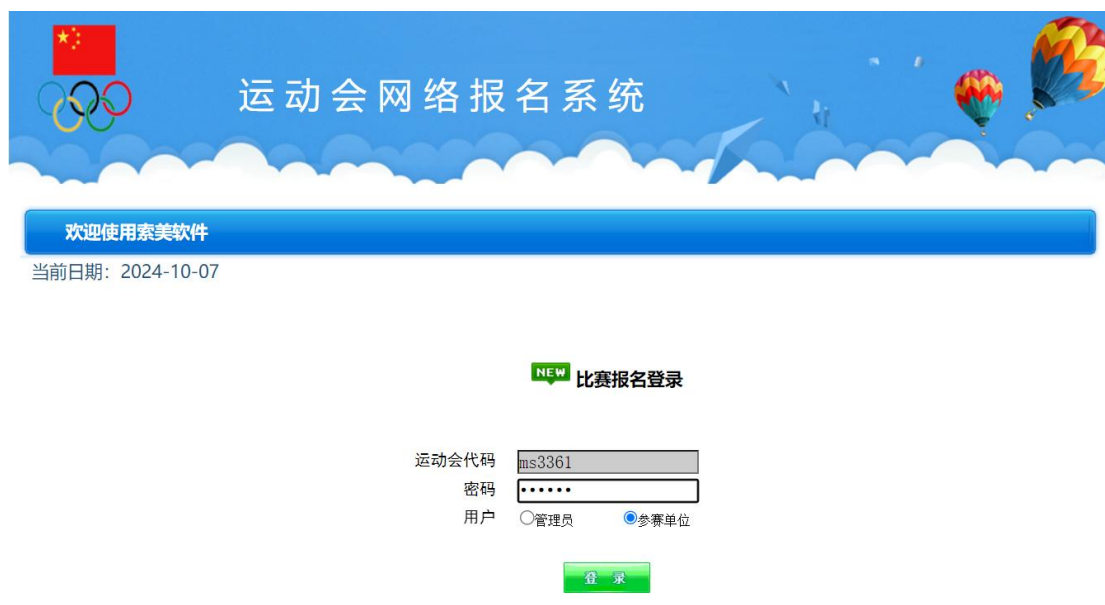 运动会网络报名系统
欢迎使用索美软件
当前日期：2024-10-07
NEW 比赛报名登录
运动会代码 ms3361
密码 ••••••
用户 管理员 参赛单位
登 录